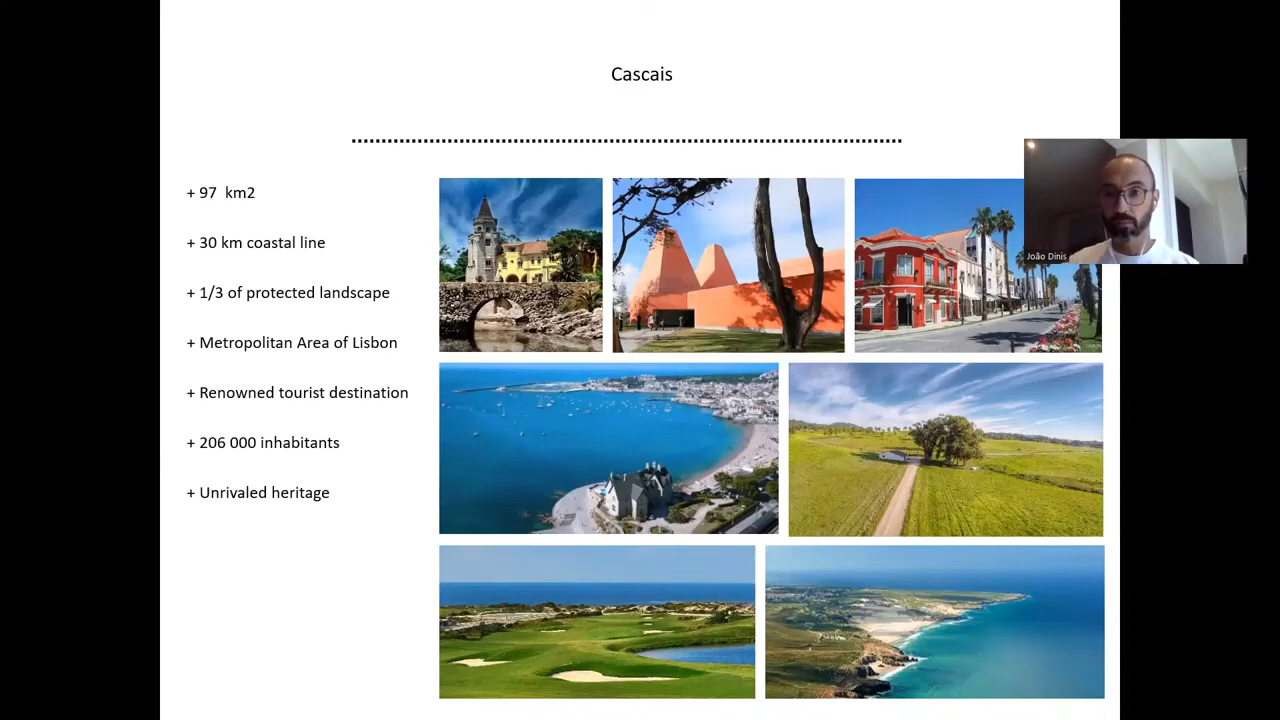 Cascais
+ 97 km2
+ 30 km coastal line
+ 1/3 of protected landscape
+ Metropolitan Area of Lisbon
+ Renowned tourist destination
+ 206 000 inhabitants
+ Unrivaled heritage
João Dinis